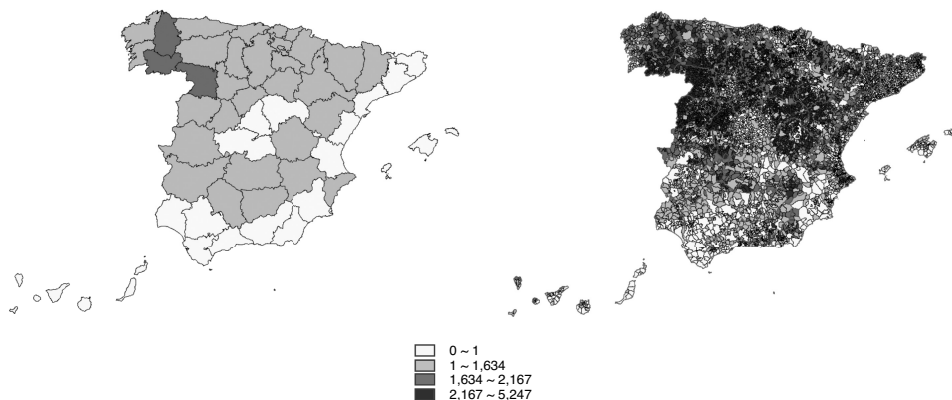 0 ~ 1
1 ~ 1,634
1,634 ~ 2,167
2,167 ~ 5,247